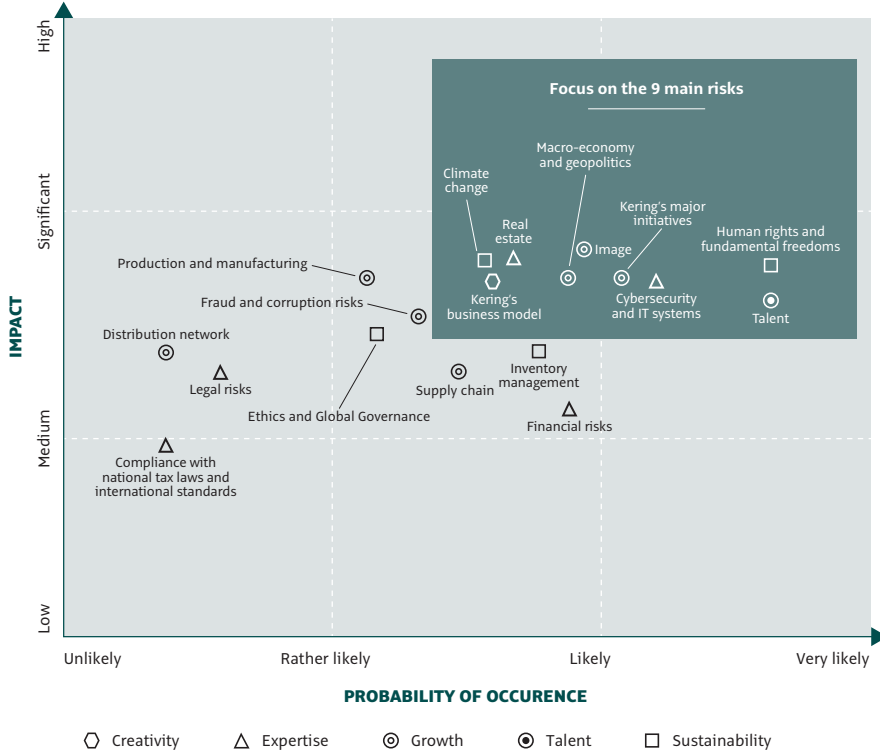 High
Significant
Medium
Low
IMPACT
Focus on the 9 main risks
Macro-economy
and geopolitics
Climate
change
Kering's major
initiatives
Real
estate
Image
Human rights and
fundamental freedoms
Kering's
business model
Cybersecurity
and IT systems
Talent
Production and manufacturing
Fraud and corruption risks
Distribution network
Legal risks
Ethics and Global Governance
Supply chain
Inventory
management
Financial risks
Compliance with
national tax laws and
international standards
Unlikely
Rather likely
Likely
Very likely
PROBABILITY OF OCCURENCE
Creativity
Expertise
Growth
Talent
Sustainability